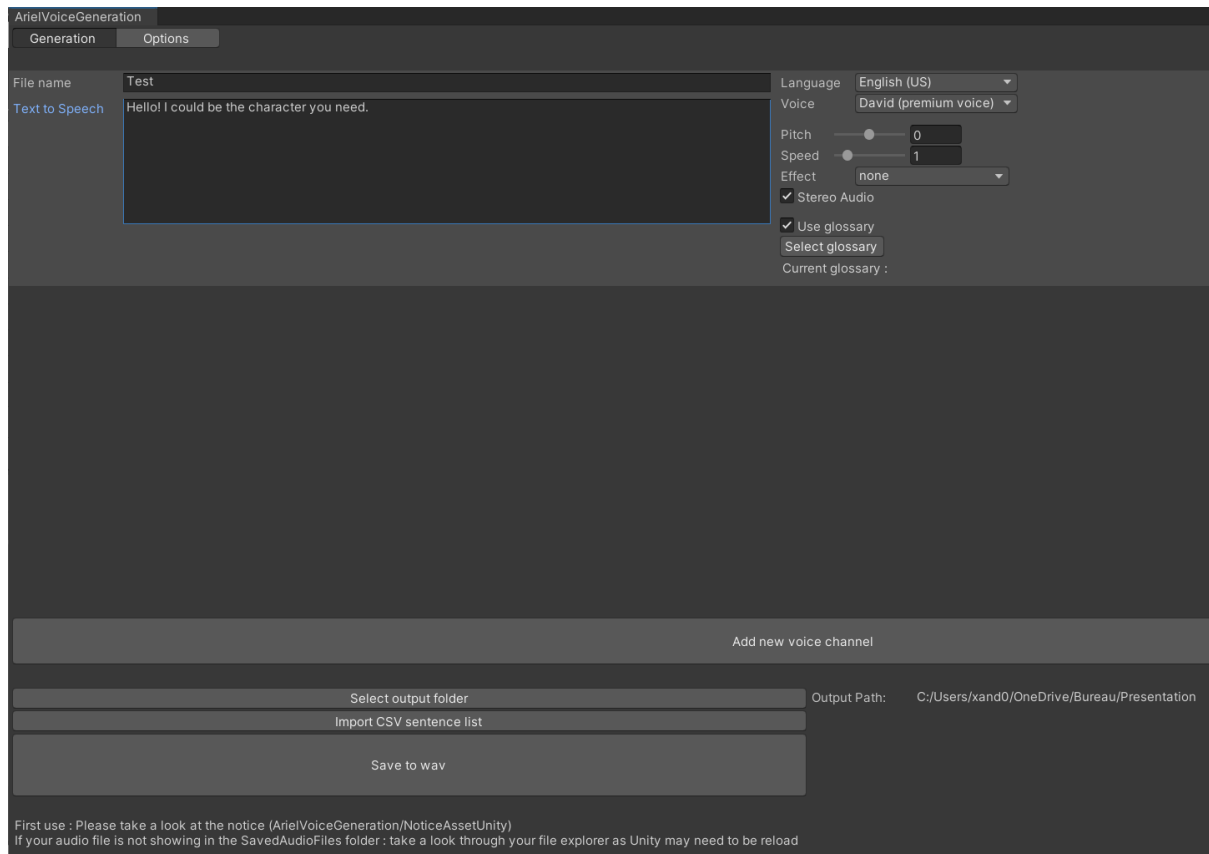 ArielVoiceGeneration
Generation Options
File name Test
Text to Speech Hello! I could be the character you need.
Language English (US)
Voice David (premium voice)
Pitch 0
Speed 1
Effect none
Stereo Audio
Use glossary
Select glossary
Current glossary :
Add new voice channel
Select output folder Output Path: C:/Users/xand0/OneDrive/Bureau/Presentation
Import CSV sentence list
Save to wav
First use : Please take a look at the notice (ArielVoiceGeneration/NoticeAssetUnity)
If your audio file is not showing in the SavedAudioFiles folder : take a look through your file explorer as Unity may need to be reload